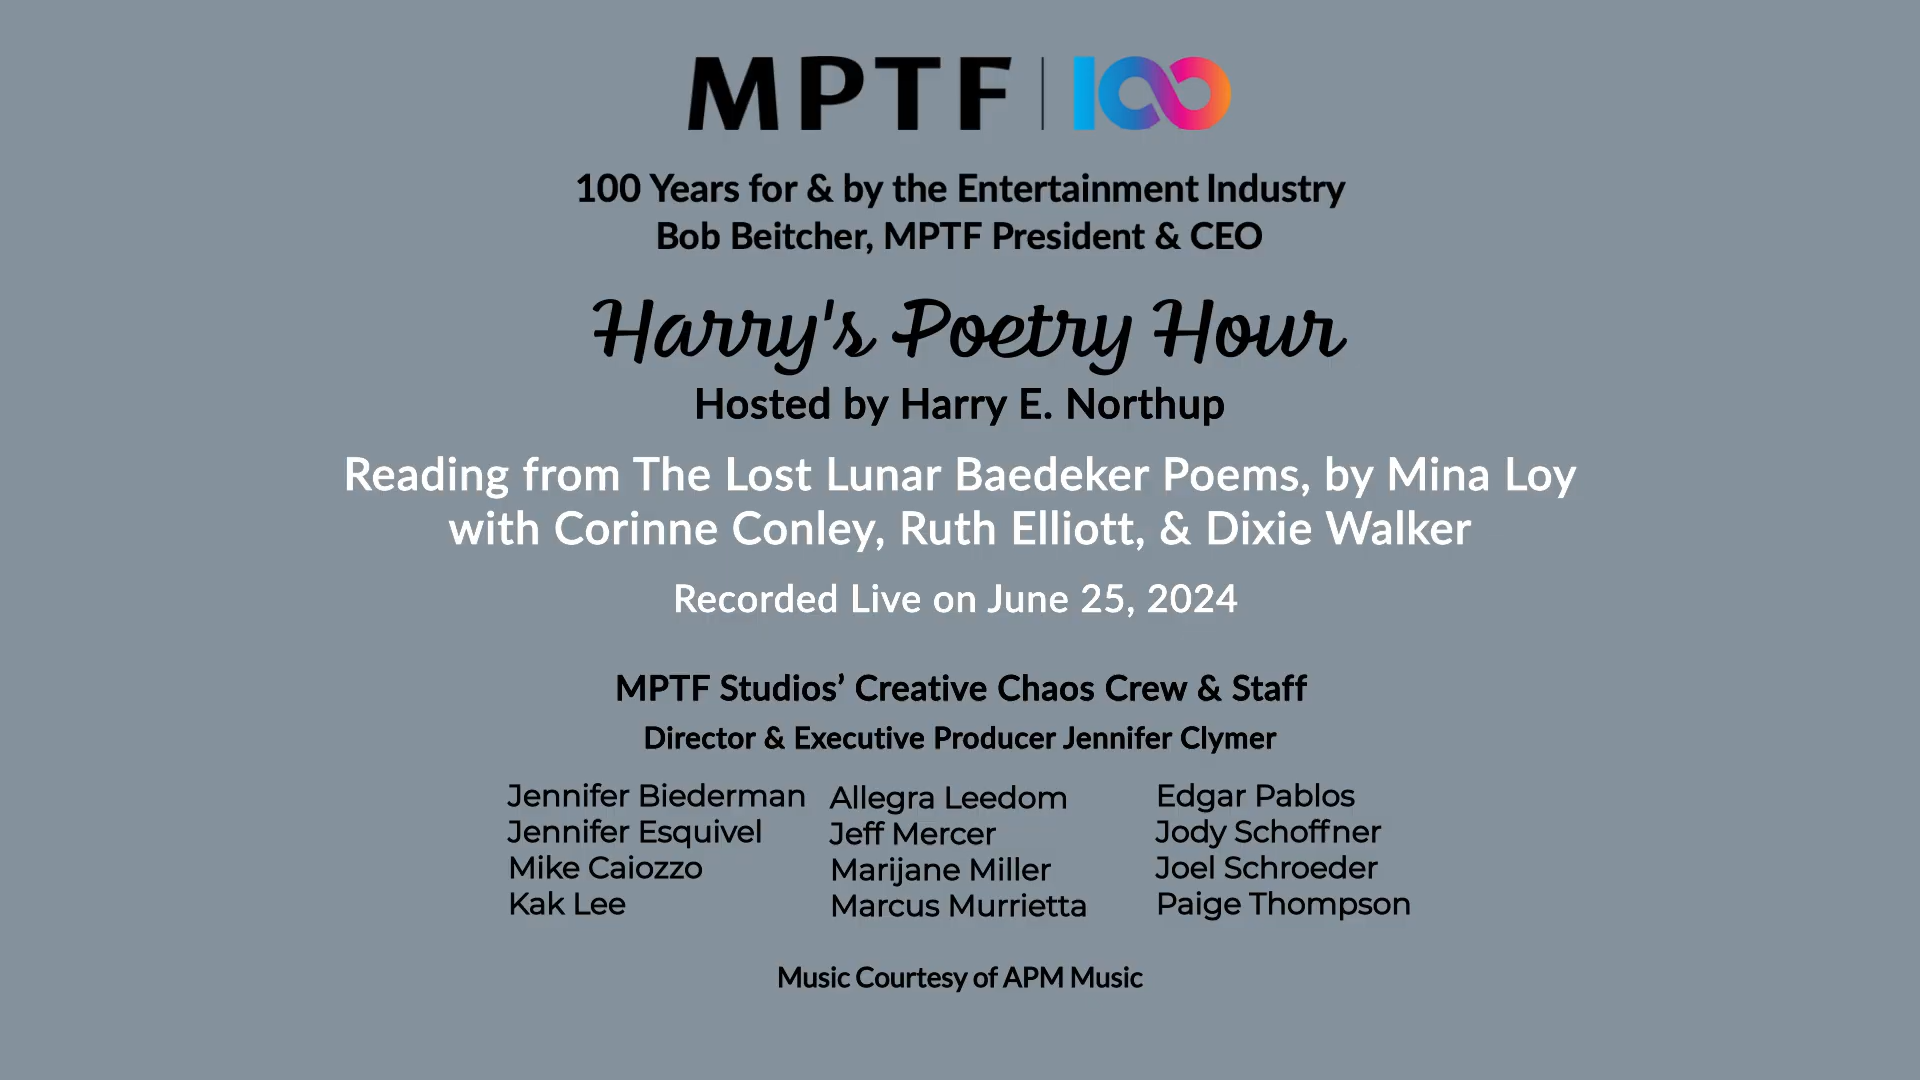 MPTF | 100
100 Years for & by the Entertainment Industry
Bob Beitcher, MPTF President & CEO
Harry's Poetry Hour
Hosted by Harry E. Northup
Reading from The Lost Lunar Baedeker Poems, by Mina Loy
with Corinne Conley, Ruth Elliott, & Dixie Walker
Recorded Live on June 25, 2024
MPTF Studios’ Creative Chaos Crew & Staff
Director & Executive Producer Jennifer Clymer
Jennifer Biederman
Jennifer Esquivel
Mike Caiozzo
Kak Lee
Allegra Leedom
Jeff Mercer
Marijane Miller
Marcus Murrietta
Edgar Pablos
Jody Schoffner
Joel Schroeder
Paige Thompson
Music Courtesy of APM Music